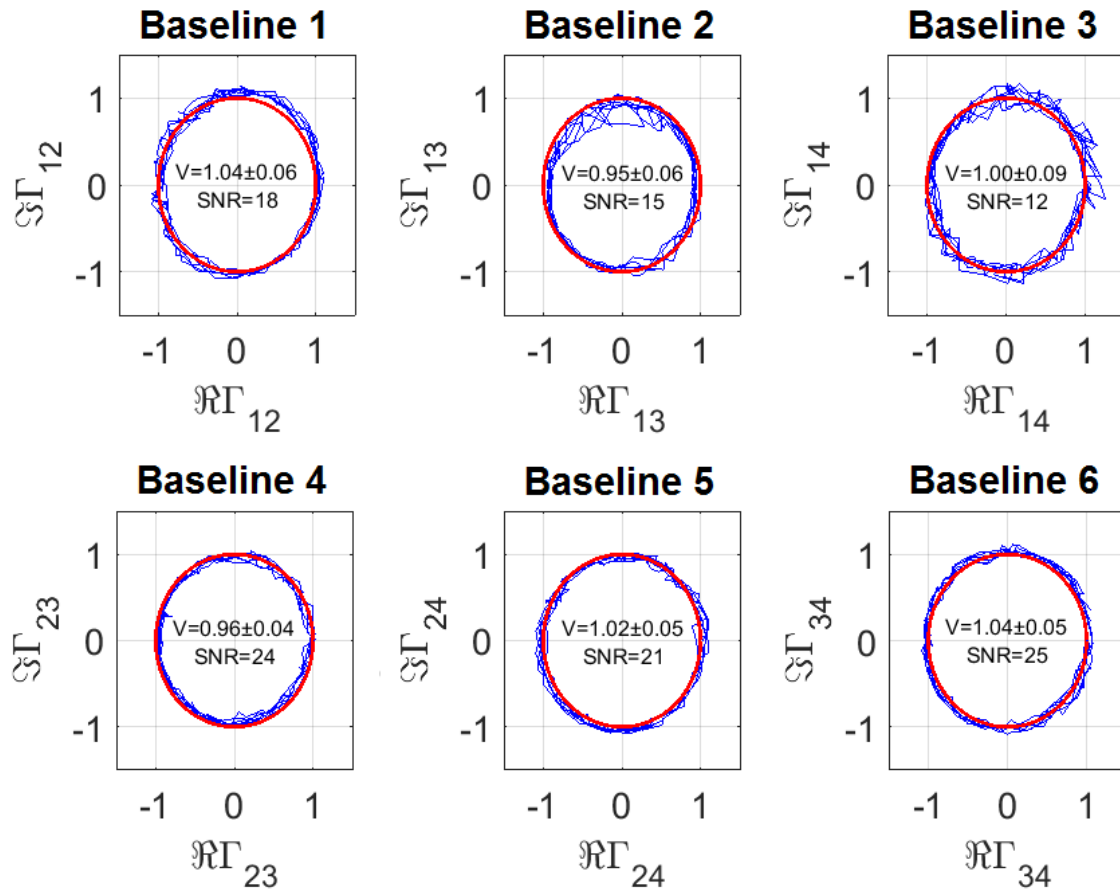 Baseline 1
1
0
-1
ℑΓ12
V=1.04±0.06
SNR=18
-1 0 1
ℜΓ12
Baseline 2
1
0
-1
ℑΓ13
V=0.95±0.06
SNR=15
-1 0 1
ℜΓ13
Baseline 3
1
0
-1
ℑΓ14
V=1.00±0.09
SNR=12
-1 0 1
ℜΓ14
Baseline 4
1
0
-1
ℑΓ23
V=0.96±0.04
SNR=24
-1 0 1
ℜΓ23
Baseline 5
1
0
-1
ℑΓ24
V=1.02±0.05
SNR=21
-1 0 1
ℜΓ24
Baseline 6
1
0
-1
ℑΓ34
V=1.04±0.05
SNR=25
-1 0 1
ℜΓ34